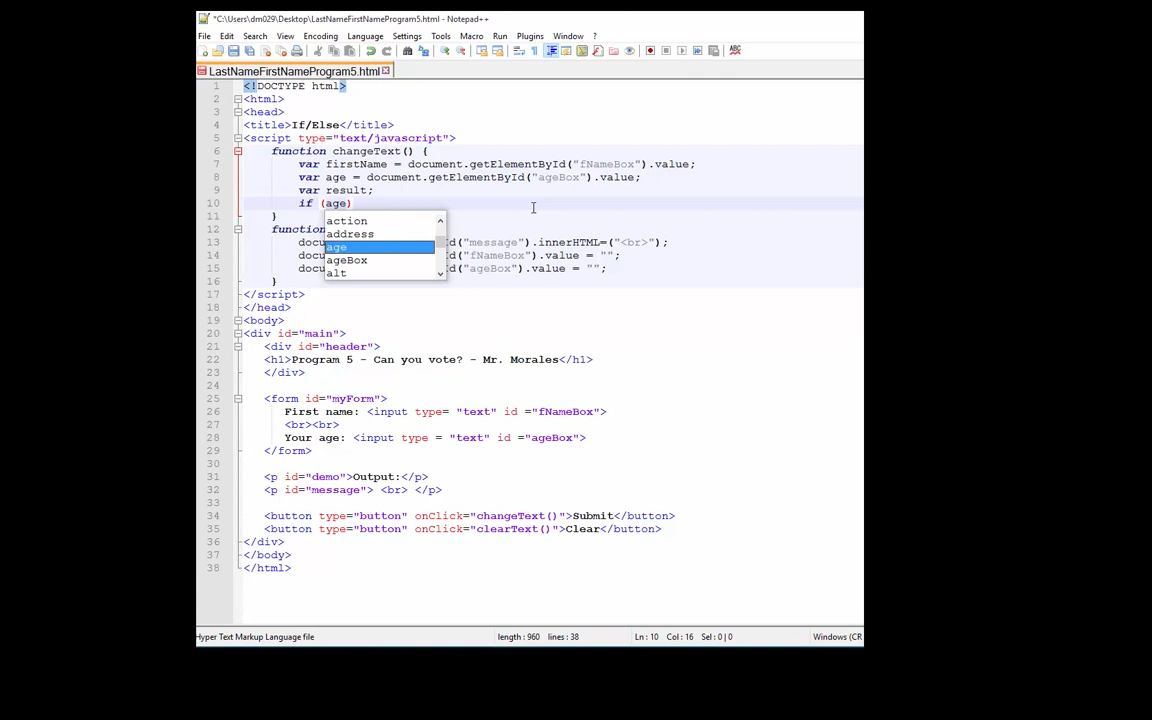 *C:\Users\dm029\Desktop\LastNameFirstNameProgram5.html - Notepad++
File Edit Search View Encoding Language Settings Tools Macro Run Plugins Window ?
LastNameFirstNameProgram5.html
1 <!DOCTYPE html>
2 <html>
3 <head>
4 <title>If/Else</title>
5 <script type="text/javascript">
6 function changeText() {
7 var firstName = document.getElementById("fNameBox").value;
8 var age = document.getElementById("ageBox").value;
9 var result;
10 if (age)
11 }
12 function
13 docu d("message").innerHTML=("<br>");
14 docu d("fNameBox").value = "";
15 docu d("ageBox").value = "";
16 }
action
address
age
ageBox
alt
17 </script>
18 </head>
19 <body>
20 <div id="main">
21 <div id="header">
22 <h1>Program 5 - Can you vote? - Mr. Morales</h1>
23 </div>
24
25 <form id="myForm">
26 First name: <input type= "text" id ="fNameBox">
27 <br><br>
28 Your age: <input type = "text" id ="ageBox">
29 </form>
30
31 <p id="demo">Output:</p>
32 <p id="message"> <br> </p>
33
34 <button type="button" onClick="changeText()">Submit</button>
35 <button type="button" onClick="clearText()">Clear</button>
36 </div>
37 </body>
38 </html>
Hyper Text Markup Language file length : 960 lines : 38 Ln : 10 Col : 16 Sel : 0 | 0 Windows (CR